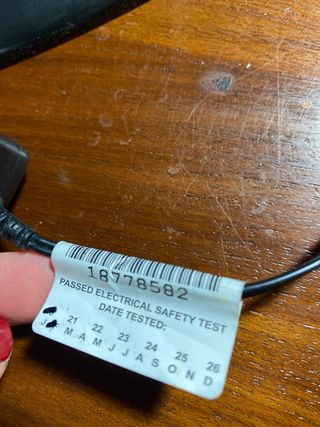 18778582
PASSED ELECTRICAL SAFETY TEST
DATE TESTED:
21 22 23 24 25 26
J F M A M J J A S O N D